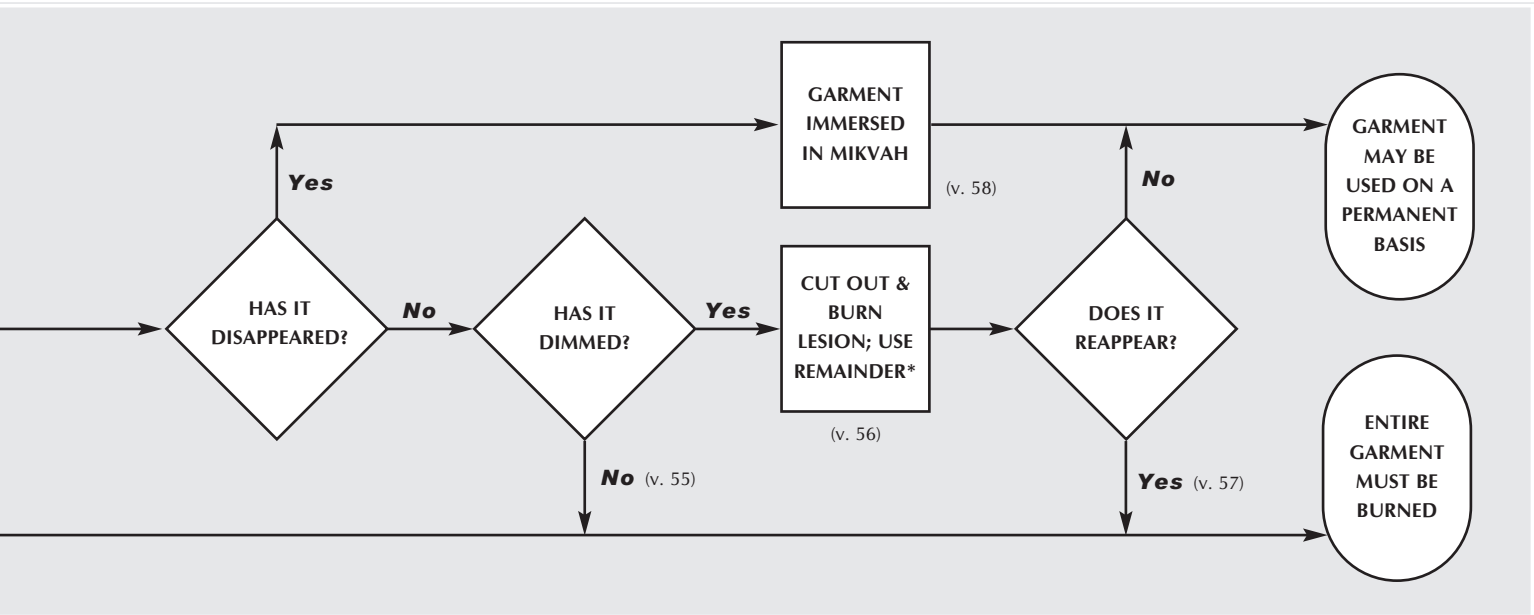 GARMENT
IMMERSED
IN MIKVAH
(v. 58)
GARMENT
MAY BE
USED ON A
PERMANENT
BASIS
Yes
No
HAS IT
DISAPPEARED?
No
HAS IT
DIMMED?
Yes
CUT OUT &
BURN
LESION; USE
REMAINDER*
(v. 56)
DOES IT
REAPPEAR?
No (v. 55)
Yes (v. 57)
ENTIRE
GARMENT
MUST BE
BURNED